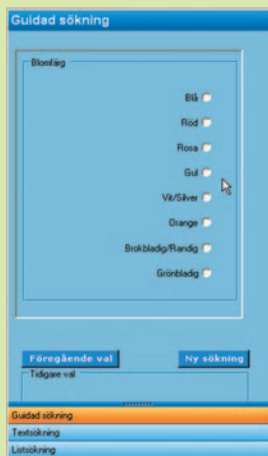 Guidad sökning
Blomfärg
Blå
Röd
Rosa
Gul
Vit/Silver
Orange
Brokbladig/Randig
Grönbladig
Föregående val
Ny sökning
Tidigare val
Guidad sökning
Textsökning
Listsökning